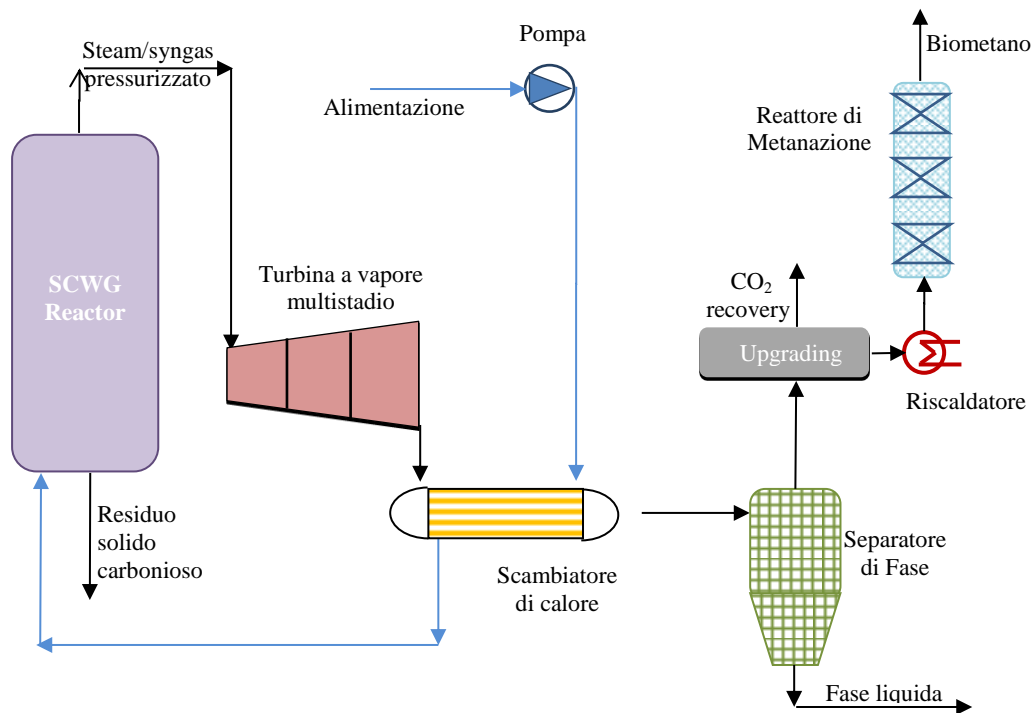 Steam/syngas
pressurizzato
Pompa
Alimentazione
Biometano
Reattore di
Metanazione
SCWG
Reactor
Turbina a vapore
multistadio
CO₂
recovery
Upgrading
Riscaldatore
Residuo
solido
carbonioso
Scambiatore
di calore
Separatore
di Fase
Fase liquida